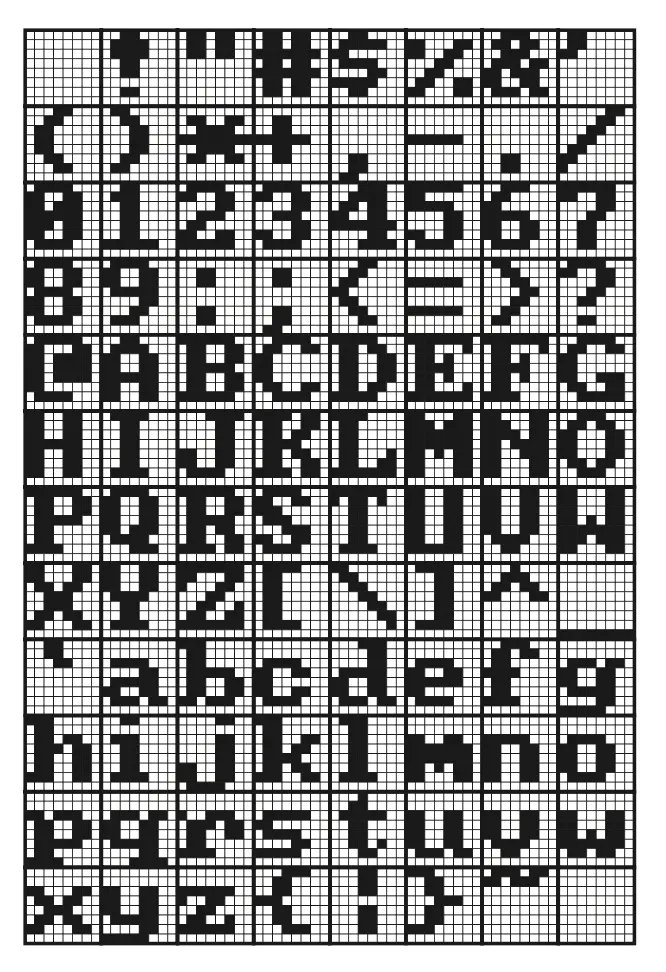 ! " # $ % & '
( ) * + , - . /
0 1 2 3 4 5 6 7
8 9 : ; < = > ?
@ A B C D E F G
H I J K L M N O
P Q R S T U V W
X Y Z [ \ ] ^ _
` a b c d e f g
h i j k l m n o
p q r s t u v w
x y z { | } ~